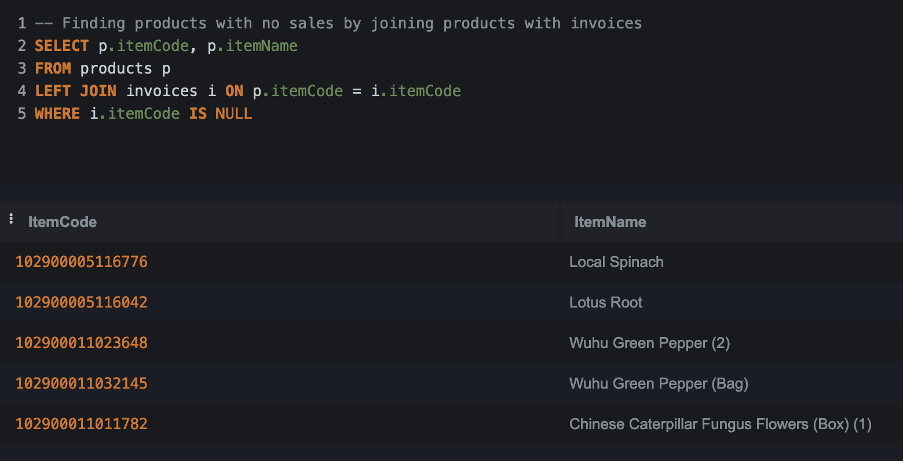 1 -- Finding products with no sales by joining products with invoices
2 SELECT p.itemCode, p.itemName
3 FROM products p
4 LEFT JOIN invoices i ON p.itemCode = i.itemCode
5 WHERE i.itemCode IS NULL
ItemCode ItemName
102900005116776 Local Spinach
102900005116042 Lotus Root
102900011023648 Wuhu Green Pepper (2)
102900011032145 Wuhu Green Pepper (Bag)
102900011011782 Chinese Caterpillar Fungus Flowers (Box) (1)